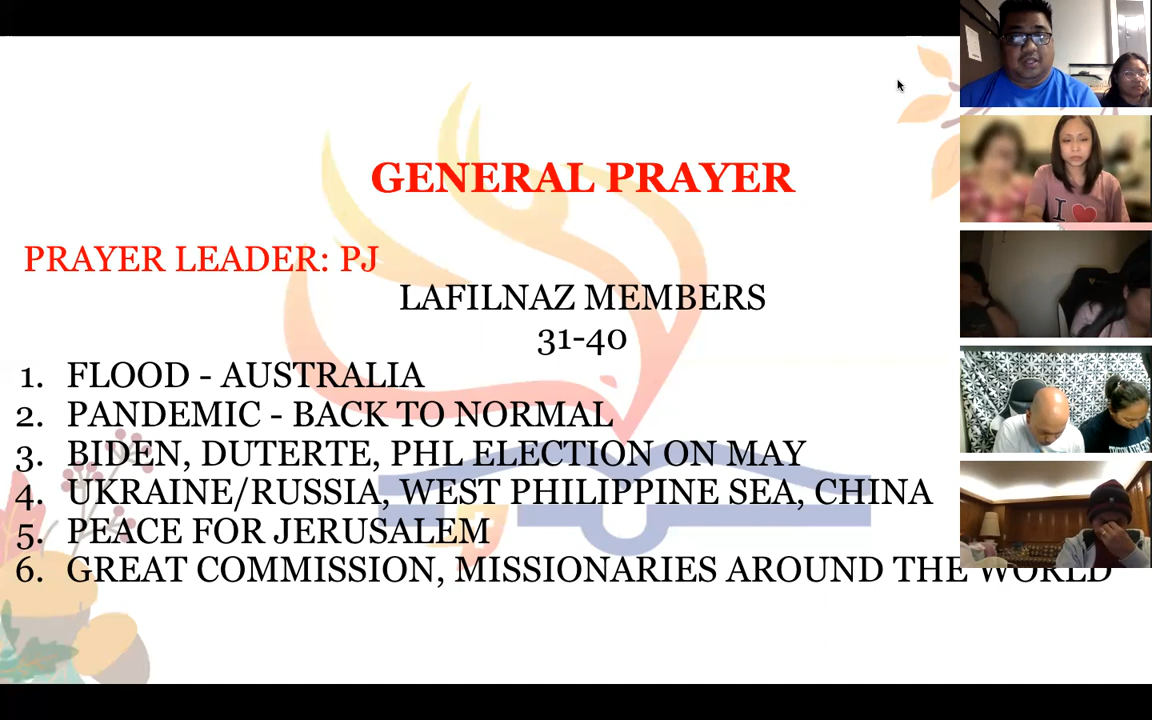 GENERAL PRAYER
PRAYER LEADER: PJ
LAFILNAZ MEMBERS
31-40
1. FLOOD - AUSTRALIA
2. PANDEMIC - BACK TO NORMAL
3. BIDEN, DUTERTE, PHL ELECTION ON MAY
4. UKRAINE/RUSSIA, WEST PHILIPPINE SEA, CHINA
5. PEACE FOR JERUSALEM
6. GREAT COMMISSION, MISSIONARIES AROUND THE WORLD
I